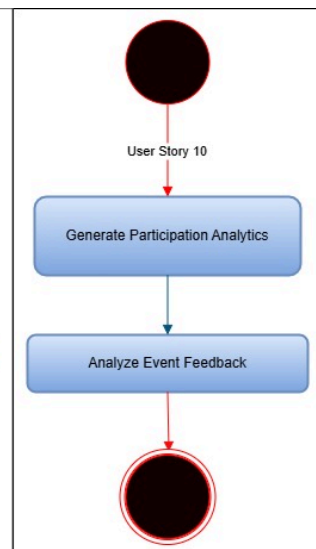 User Story 10
Generate Participation Analytics
Analyze Event Feedback